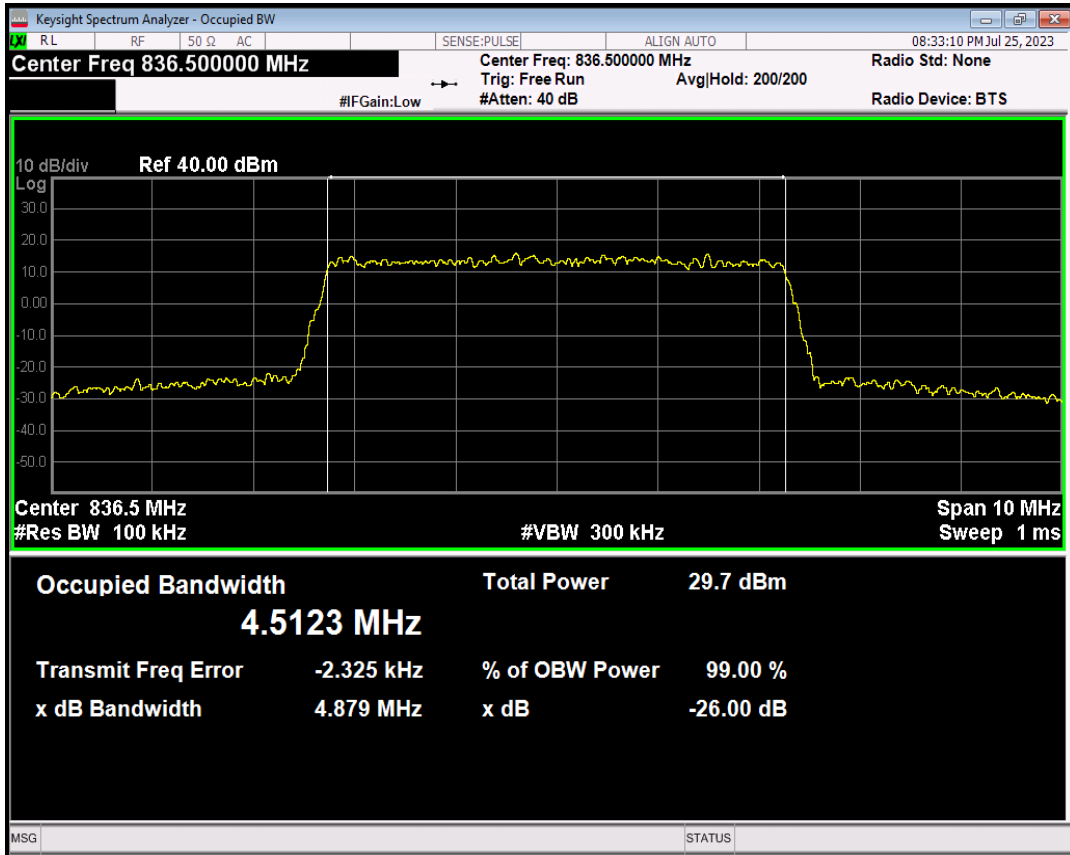 Keysight Spectrum Analyzer - Occupied BW
LXI RL RF 50 Ω AC SENSE:PULSE ALIGN AUTO 08:33:10 PM Jul 25, 2023
Center Freq 836.500000 MHz Center Freq: 836.500000 MHz Radio Std: None
Trig: Free Run Avg|Hold: 200/200
#IFGain:Low #Atten: 40 dB Radio Device: BTS
10 dB/div Ref 40.00 dBm
Log
30.0
20.0
10.0
0.00
-10.0
-20.0
-30.0
-40.0
-50.0
Center 836.5 MHz Span 10 MHz
#Res BW 100 kHz #VBW 300 kHz Sweep 1 ms
Occupied Bandwidth Total Power 29.7 dBm
4.5123 MHz
Transmit Freq Error -2.325 kHz % of OBW Power 99.00 %
x dB Bandwidth 4.879 MHz x dB -26.00 dB
MSG STATUS